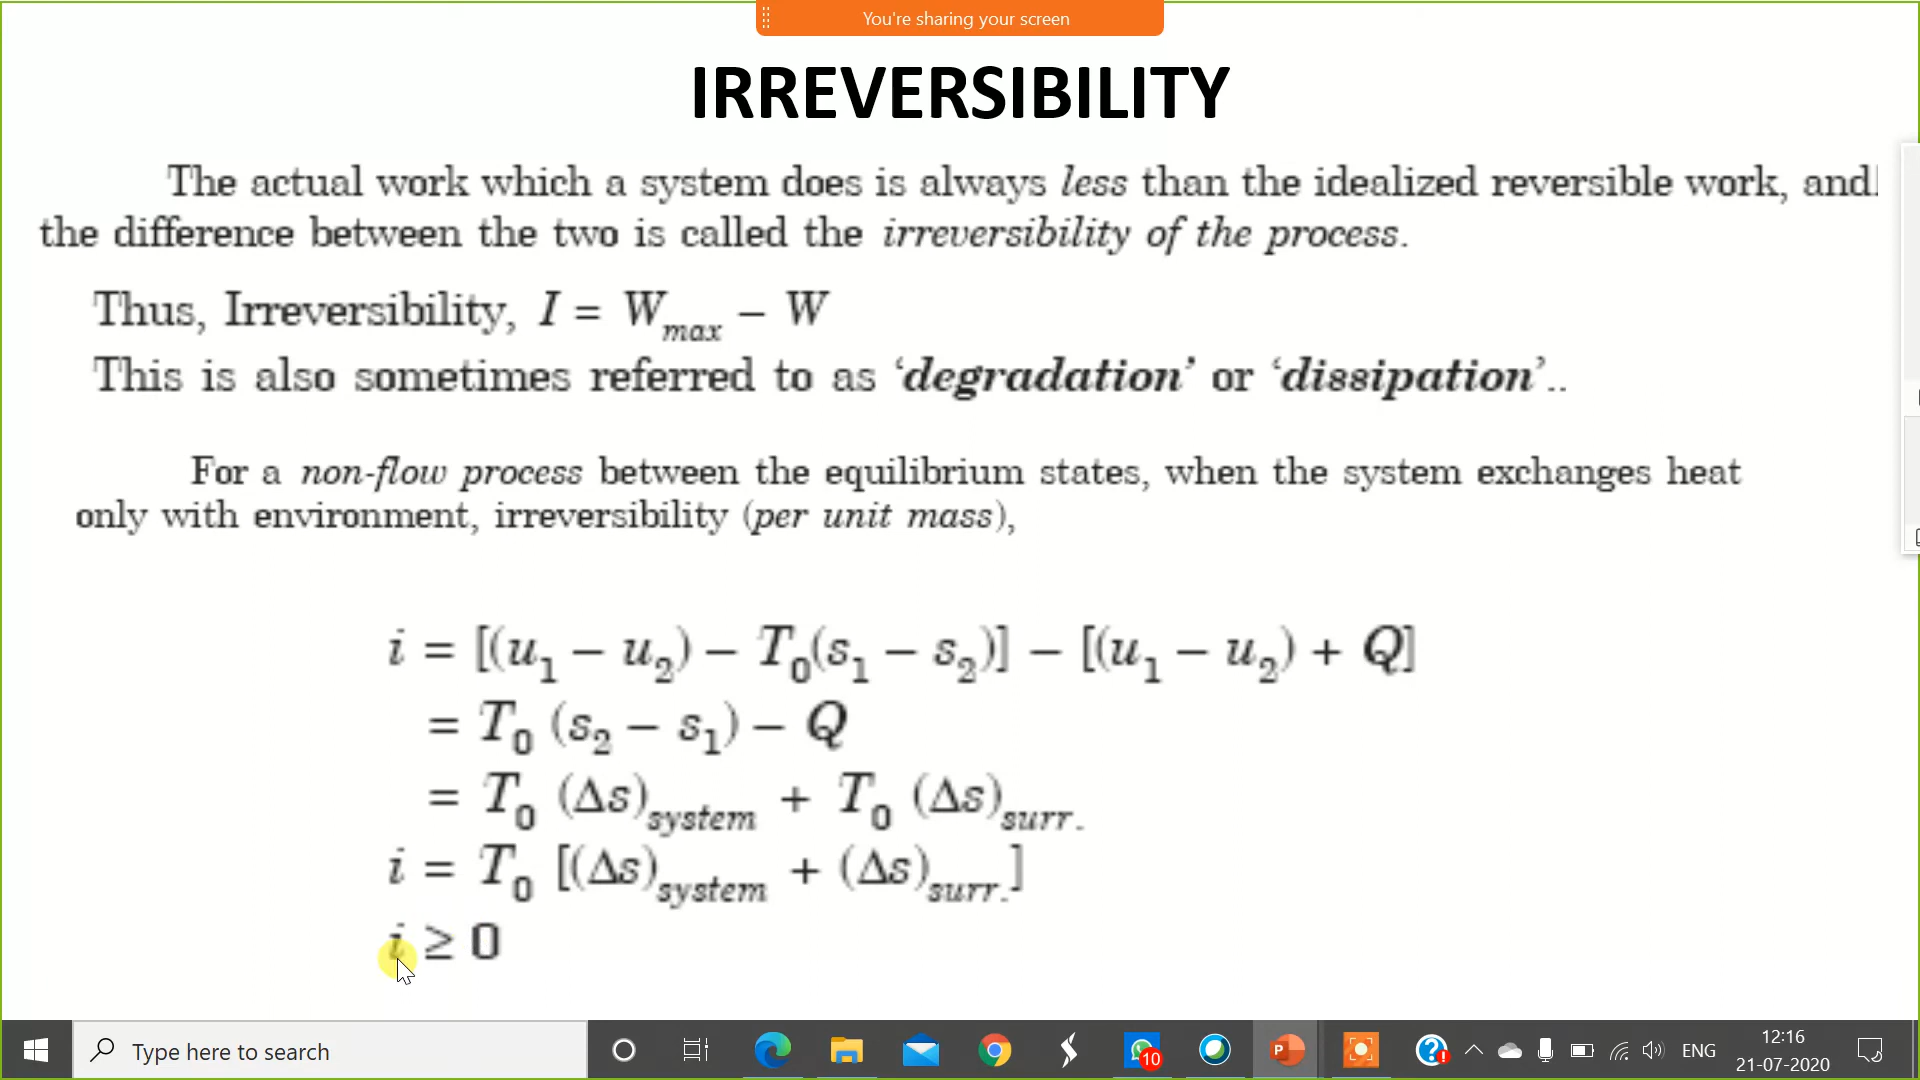 You're sharing your screen
IRREVERSIBILITY
The actual work which a system does is always less than the idealized reversible work, and
the difference between the two is called the irreversibility of the process.
Thus, Irreversibility, I = Wmax – W
This is also sometimes referred to as ‘degradation’ or ‘dissipation’..
For a non-flow process between the equilibrium states, when the system exchanges heat
only with environment, irreversibility (per unit mass),
i = [(u₁ – u₂) – T₀(s₁ – s₂)] – [(u₁ – u₂) + Q]
= T₀ (s₂ – s₁) – Q
= T₀ (Δs)system + T₀ (Δs)surr.
i = T₀ [(Δs)system + (Δs)surr.]
i ≥ 0
Type here to search
10
ENG
12:16
21-07-2020